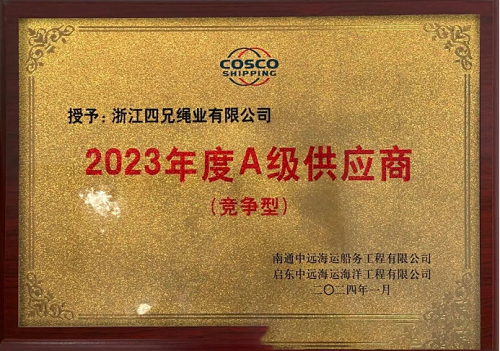 COSCO
SHIPPING
授予：浙江四兄绳业有限公司
2023年度A级供应商
（竞争型）
南通中远海运船务工程有限公司
启东中远海运海洋工程有限公司
二〇二四年一月